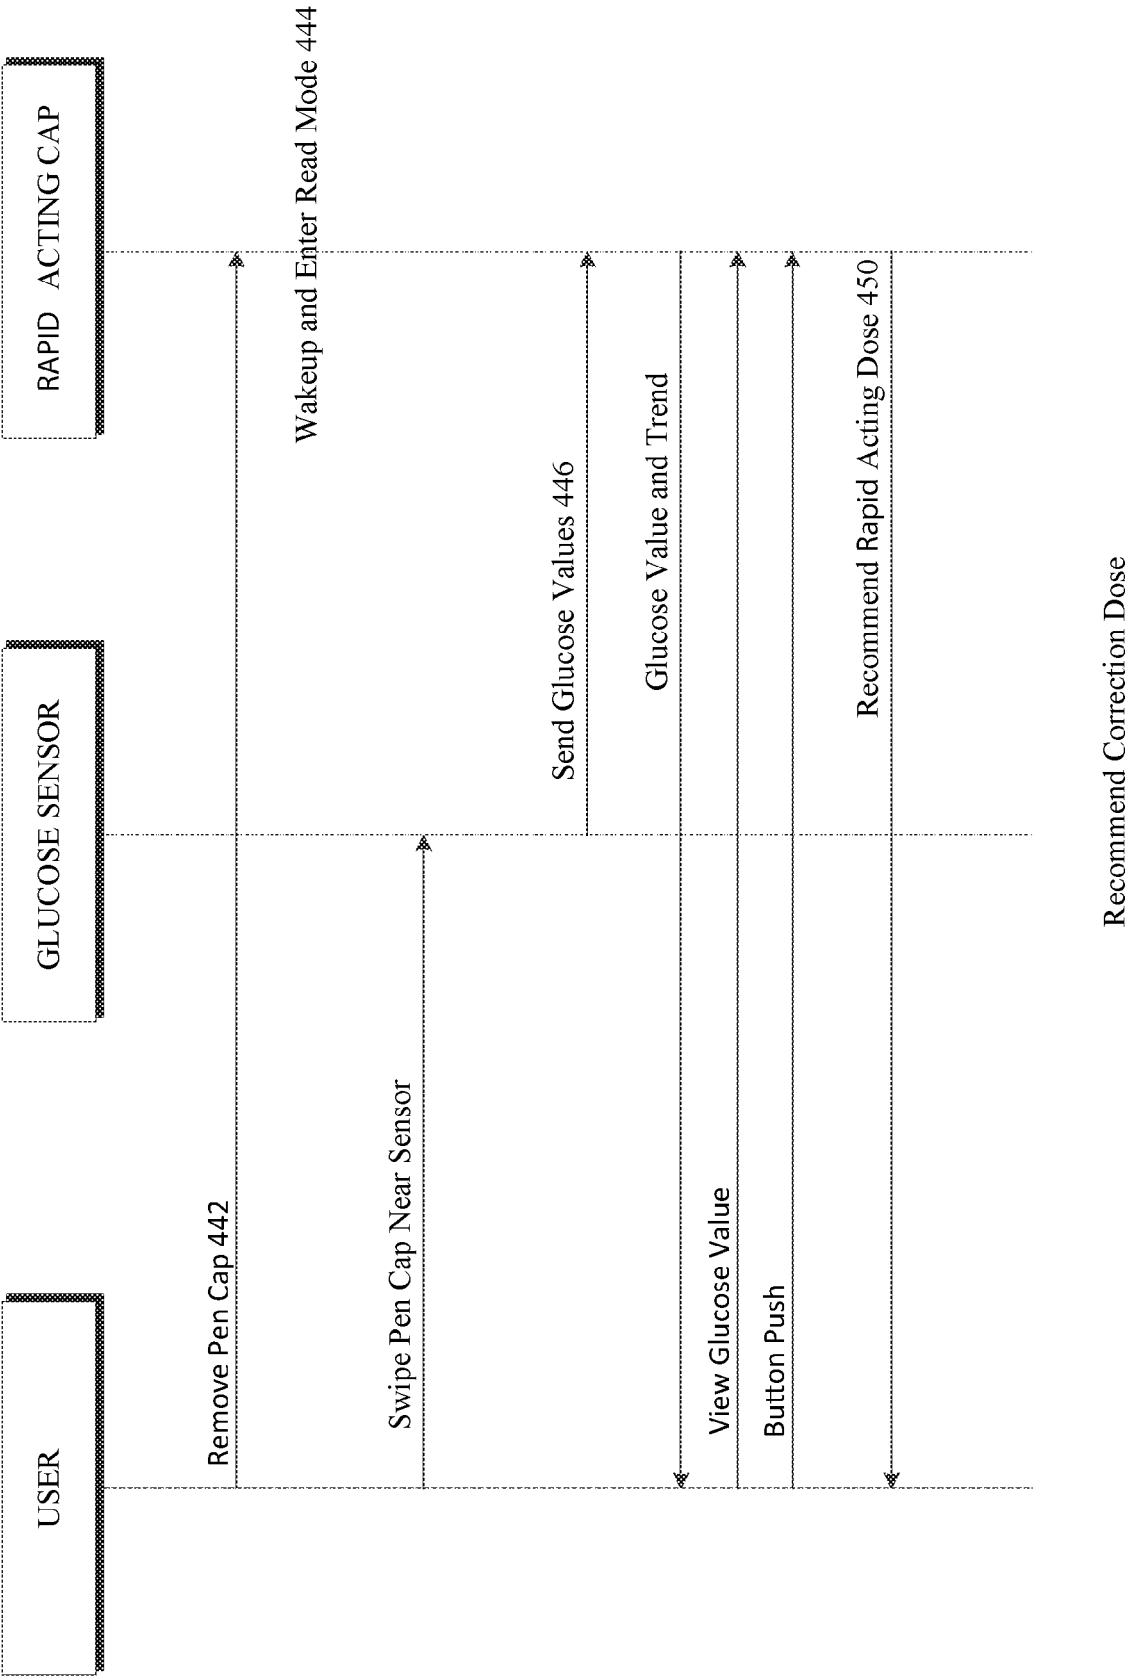 USER
GLUCOSE SENSOR
RAPID ACTING CAP
Remove Pen Cap 442
Wakeup and Enter Read Mode 444
Swipe Pen Cap Near Sensor
Send Glucose Values 446
Glucose Value and Trend
View Glucose Value
Button Push
Recommend Rapid Acting Dose 450
Recommend Correction Dose